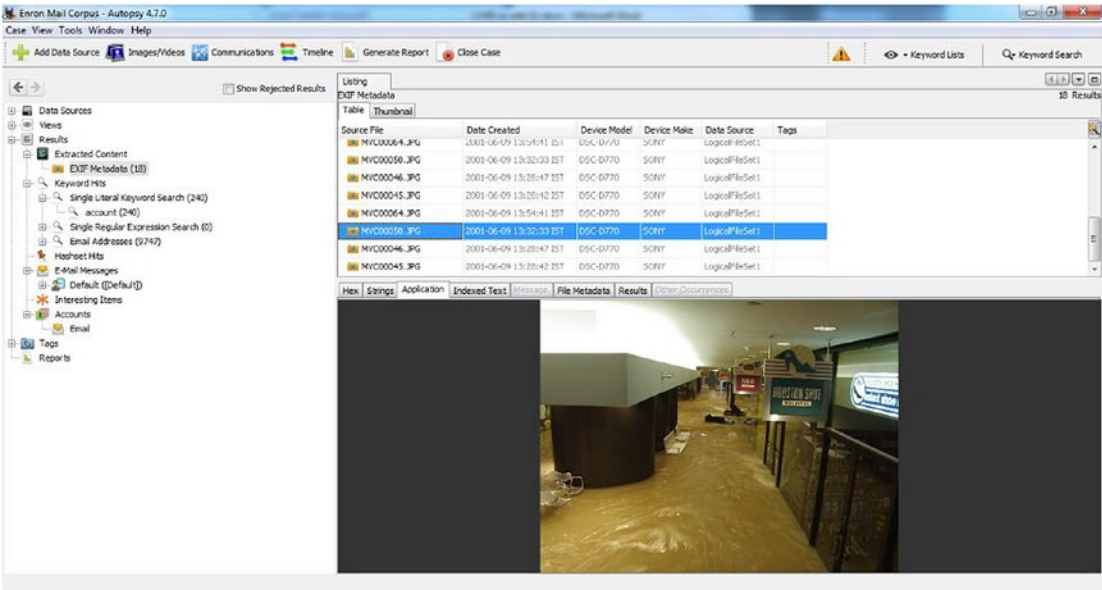 Enron Mail Corpus - Autopsy 4.7.0
Case View Tools Window Help
Add Data Source Images/Videos Communications Timeline Generate Report Close Case Keyword Lists Keyword Search
Show Rejected Results
Data Sources
Views
Results
Extracted Content
EXIF Metadata (18)
Keyword Hits
Single Literal Keyword Search (240)
account (240)
Single Regular Expression Search (0)
Email Addresses (9747)
Hashset Hits
E-Mail Messages
Default ([Default])
Interesting Items
Accounts
Email
Tags
Reports
Listing
EXIF Metadata
18 Results
Table Thumbnail
Source File Date Created Device Model Device Make Data Source Tags
MVC00064.JPG 2001-06-09 13:54:41 IST DSC-D770 SONY LogicalFileSet1
MVC00050.JPG 2001-06-09 13:32:33 IST DSC-D770 SONY LogicalFileSet1
MVC00046.JPG 2001-06-09 13:28:47 IST DSC-D770 SONY LogicalFileSet1
MVC00045.JPG 2001-06-09 13:28:42 IST DSC-D770 SONY LogicalFileSet1
MVC00064.JPG 2001-06-09 13:54:41 IST DSC-D770 SONY LogicalFileSet1
MVC00050.JPG 2001-06-09 13:32:33 IST DSC-D770 SONY LogicalFileSet1
MVC00046.JPG 2001-06-09 13:28:47 IST DSC-D770 SONY LogicalFileSet1
MVC00045.JPG 2001-06-09 13:28:42 IST DSC-D770 SONY LogicalFileSet1
Hex Strings Application Indexed Text Message File Metadata Results Other Occurrences
HOUSTON SHOE